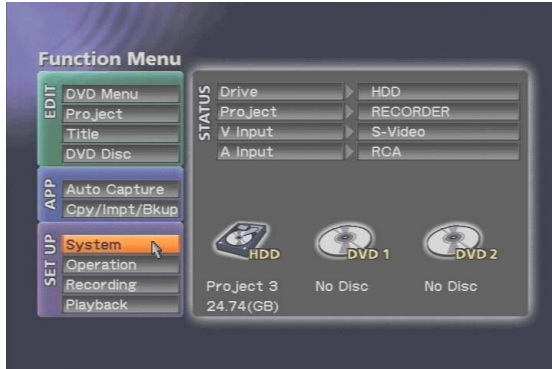 Function Menu
EDIT
DVD Menu
Project
Title
DVD Disc
APP
Auto Capture
Cpy/Impt/Bkup
SET UP
System
Operation
Recording
Playback
STATUS
Drive HDD
Project RECORDER
V Input S-Video
A Input RCA
HDD DVD 1 DVD 2
Project 3 No Disc No Disc
24.74(GB)